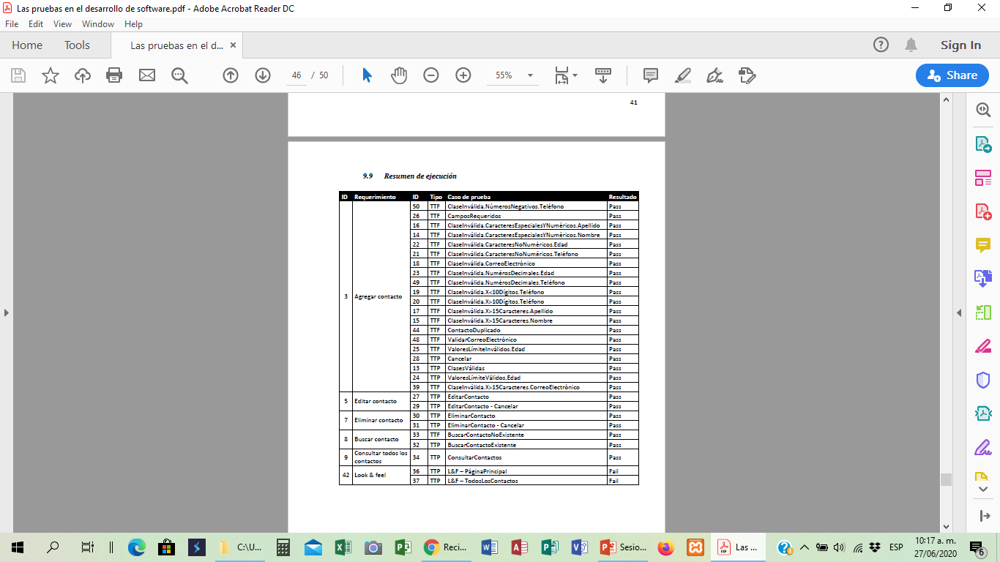 Las pruebas en el desarrollo de software.pdf - Adobe Acrobat Reader DC
File Edit View Window Help
Home Tools Las pruebas en el d... × Sign In
46 / 50 55% Share
41
9.9 Resumen de ejecución
ID Requerimiento ID Tipo Caso de prueba Resultado
3 Agregar contacto
50 TTF ClaseInválida.NúmerosNegativos.Teléfono Pass
26 TTF CamposRequeridos Pass
16 TTF ClaseInválida.CaracteresEspecialesYNuméricos.Apellido Pass
14 TTF ClaseInválida.CaracteresEspecialesYNuméricos.Nombre Pass
22 TTF ClaseInválida.CaracteresNoNuméricos.Edad Pass
21 TTF ClaseInválida.CaracteresNoNuméricos.Teléfono Pass
18 TTF ClaseInválida.CorreoElectrónico Pass
23 TTF ClaseInválida.NumérosDecimales.Edad Pass
49 TTF ClaseInválida.NumérosDecimales.Teléfono Pass
19 TTF ClaseInválida.X<10Dígitos.Teléfono Pass
20 TTF ClaseInválida.X>10Dígitos.Teléfono Pass
17 TTF ClaseInválida.X>15Caracteres.Apellido Pass
15 TTF ClaseInválida.X>15Caracteres.Nombre Pass
44 TTF ContactoDuplicado Pass
48 TTF ValidarCorreoElectrónico Pass
25 TTF ValoresLímiteInválidos.Edad Pass
28 TTP Cancelar Pass
13 TTP ClasesVálidas Pass
24 TTP ValoresLímiteVálidos.Edad Pass
39 TTF ClaseInválida.X>15Caracteres.CorreoElectrónico Pass
5 Editar contacto
27 TTP EditarContacto Pass
29 TTP EditarContacto - Cancelar Pass
7 Eliminar contacto
30 TTP EliminarContacto Pass
31 TTP EliminarContacto - Cancelar Pass
8 Buscar contacto
33 TTF BuscarContactoNoExistente Pass
32 TTP BuscarContactoExistente Pass
9 Consultar todos los
contactos
34 TTP ConsultarContactos Pass
42 Look & feel
36 TTP L&F – PáginaPrincipal Fail
37 TTP L&F – TodosLosContactos Fail
C:\U... Reci... Sesio... Las ... ESP 10:17 a. m.
27/06/2020 6